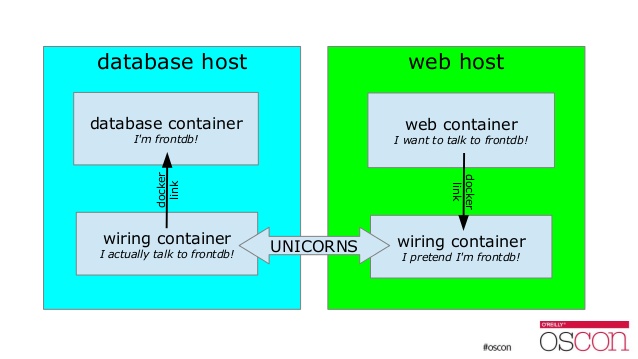 database host
database container
I'm frontdb!
docker
link
wiring container
I actually talk to frontdb!
UNICORNS
web host
web container
I want to talk to frontdb!
docker
link
wiring container
I pretend I'm frontdb!
#oscon
O'REILLY®
oscon